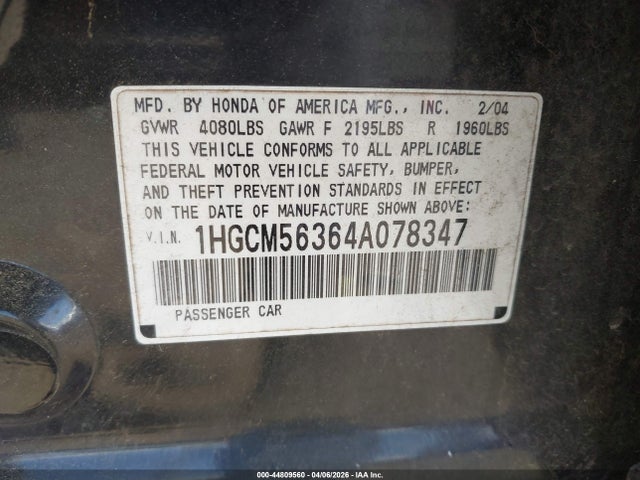 MFD. BY HONDA OF AMERICA MFG., INC. 2/04
GVWR 4080LBS GAWR F 2195LBS R 1960LBS
THIS VEHICLE CONFORMS TO ALL APPLICABLE
FEDERAL MOTOR VEHICLE SAFETY, BUMPER,
AND THEFT PREVENTION STANDARDS IN EFFECT
ON THE DATE OF MANUFACTURE SHOWN ABOVE:
V.I.N. 1HGCM56364A078347
PASSENGER CAR
000-44809560 | 04/06/2026 | IAA Inc.